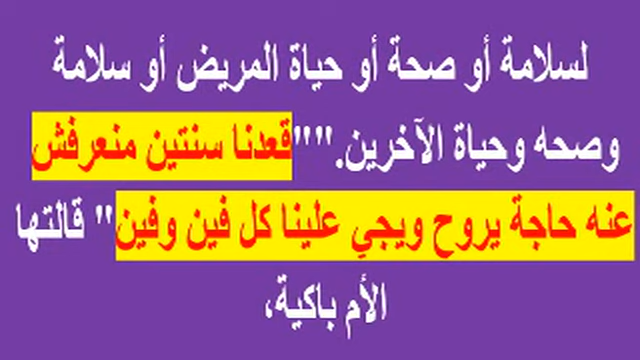 لسلامة أو صحة أو حياة المريض أو سلامة
وصحه وحياة الآخرين.""قعدنا سنتين منعرفش
عنه حاجة يروح ويجي علينا كل فين وفين" قالتها
الأم باكية،